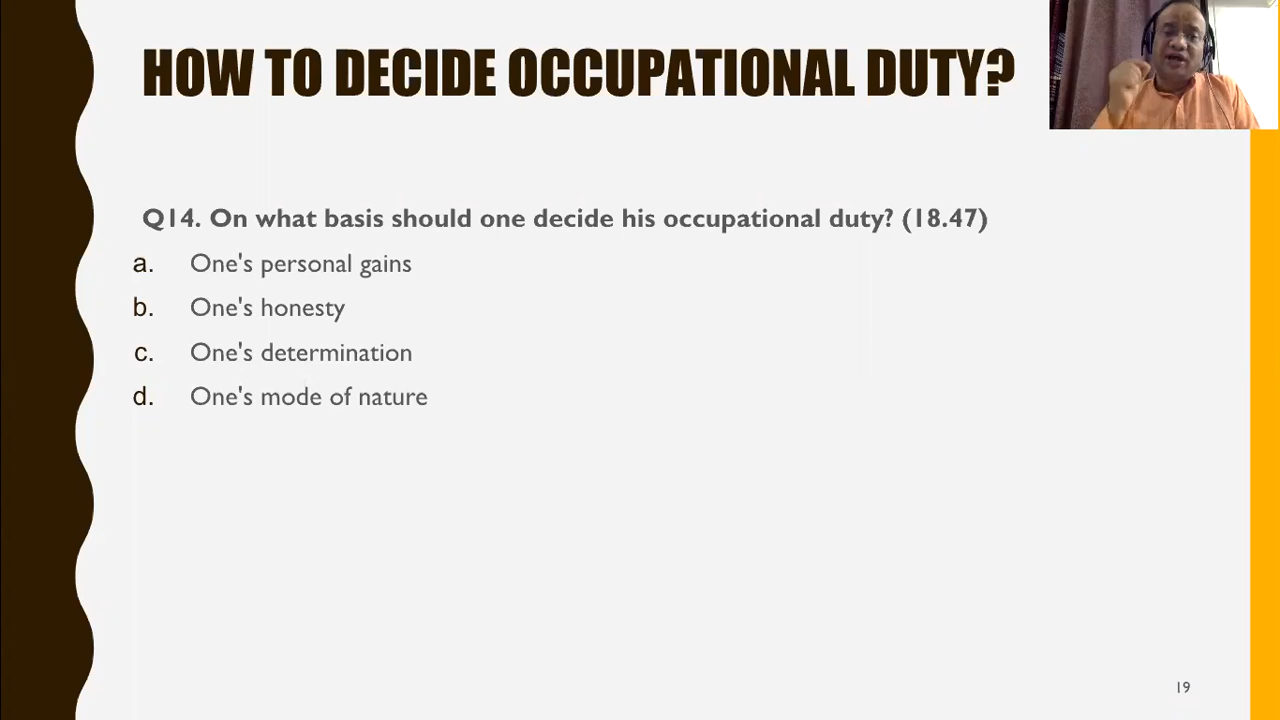 HOW TO DECIDE OCCUPATIONAL DUTY?
Q14. On what basis should one decide his occupational duty? (18.47)
a. One's personal gains
b. One's honesty
c. One's determination
d. One's mode of nature
19